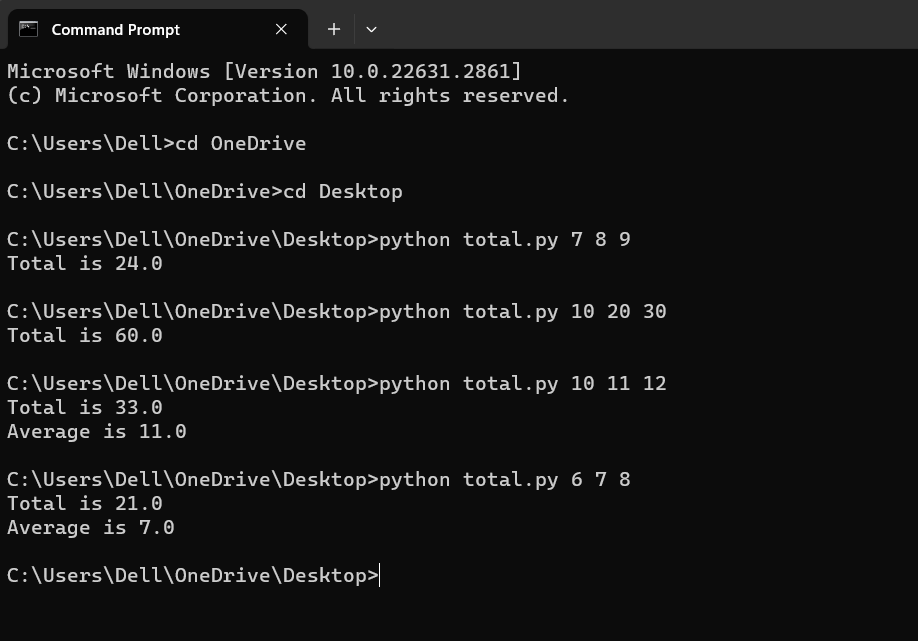 Command Prompt
Microsoft Windows [Version 10.0.22631.2861]
(c) Microsoft Corporation. All rights reserved.
C:\Users\Dell>cd OneDrive
C:\Users\Dell\OneDrive>cd Desktop
C:\Users\Dell\OneDrive\Desktop>python total.py 7 8 9
Total is 24.0
C:\Users\Dell\OneDrive\Desktop>python total.py 10 20 30
Total is 60.0
C:\Users\Dell\OneDrive\Desktop>python total.py 10 11 12
Total is 33.0
Average is 11.0
C:\Users\Dell\OneDrive\Desktop>python total.py 6 7 8
Total is 21.0
Average is 7.0
C:\Users\Dell\OneDrive\Desktop>